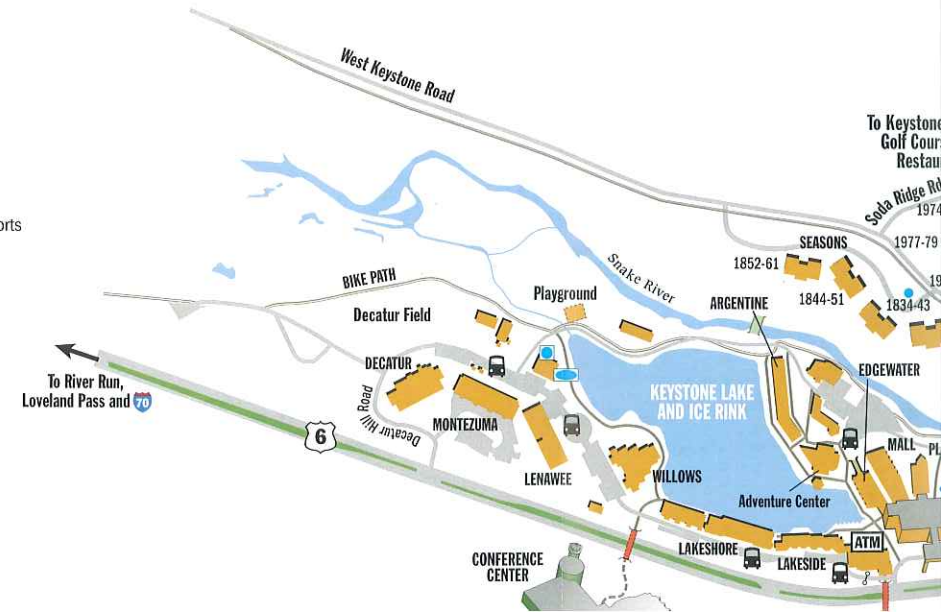 West Keystone Road
To Keystone
Golf
Soda Ridge Rd
orts
1974
1977-79
SEASONS
1852-61
Snake River
BIKE PATH
Playground
1844-51
1834-43
19
ARGENTINE
Decatur Field
DECATUR
EDGEWATER
To River Run,
Loveland Pass and 70
KEYSTONE LAKE
AND ICE RINK
Decatur Hill Road
6
MONTEZUMA
MALL
PL
LENAWEE
WILLOWS
Adventure Center
CONFERENCE
CENTER
LAKESHORE
LAKESIDE
ATM